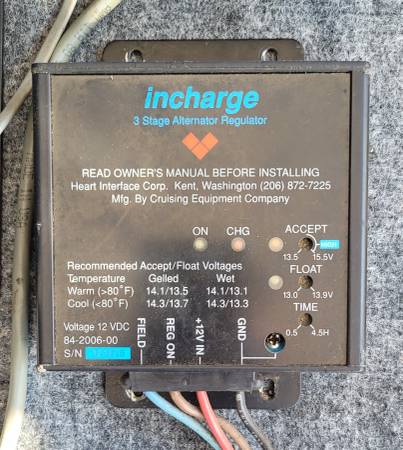 incharge
3 Stage Alternator Regulator
READ OWNER'S MANUAL BEFORE INSTALLING
Heart Interface Corp. Kent, Washington (206) 872-7225
Mfg. By Cruising Equipment Company
ON CHG ACCEPT
HIGH
13.5 15.5V
Recommended Accept/Float Voltages
Temperature Gelled Wet
Warm (>80°F) 14.1/13.5 14.1/13.1
Cool (<80°F) 14.3/13.7 14.3/13.3
FLOAT
13.0 13.9V
TIME
0.5 4.5H
Voltage 12 VDC
84-2006-00
S/N
FIELD
REG ON
+12V IN
GND